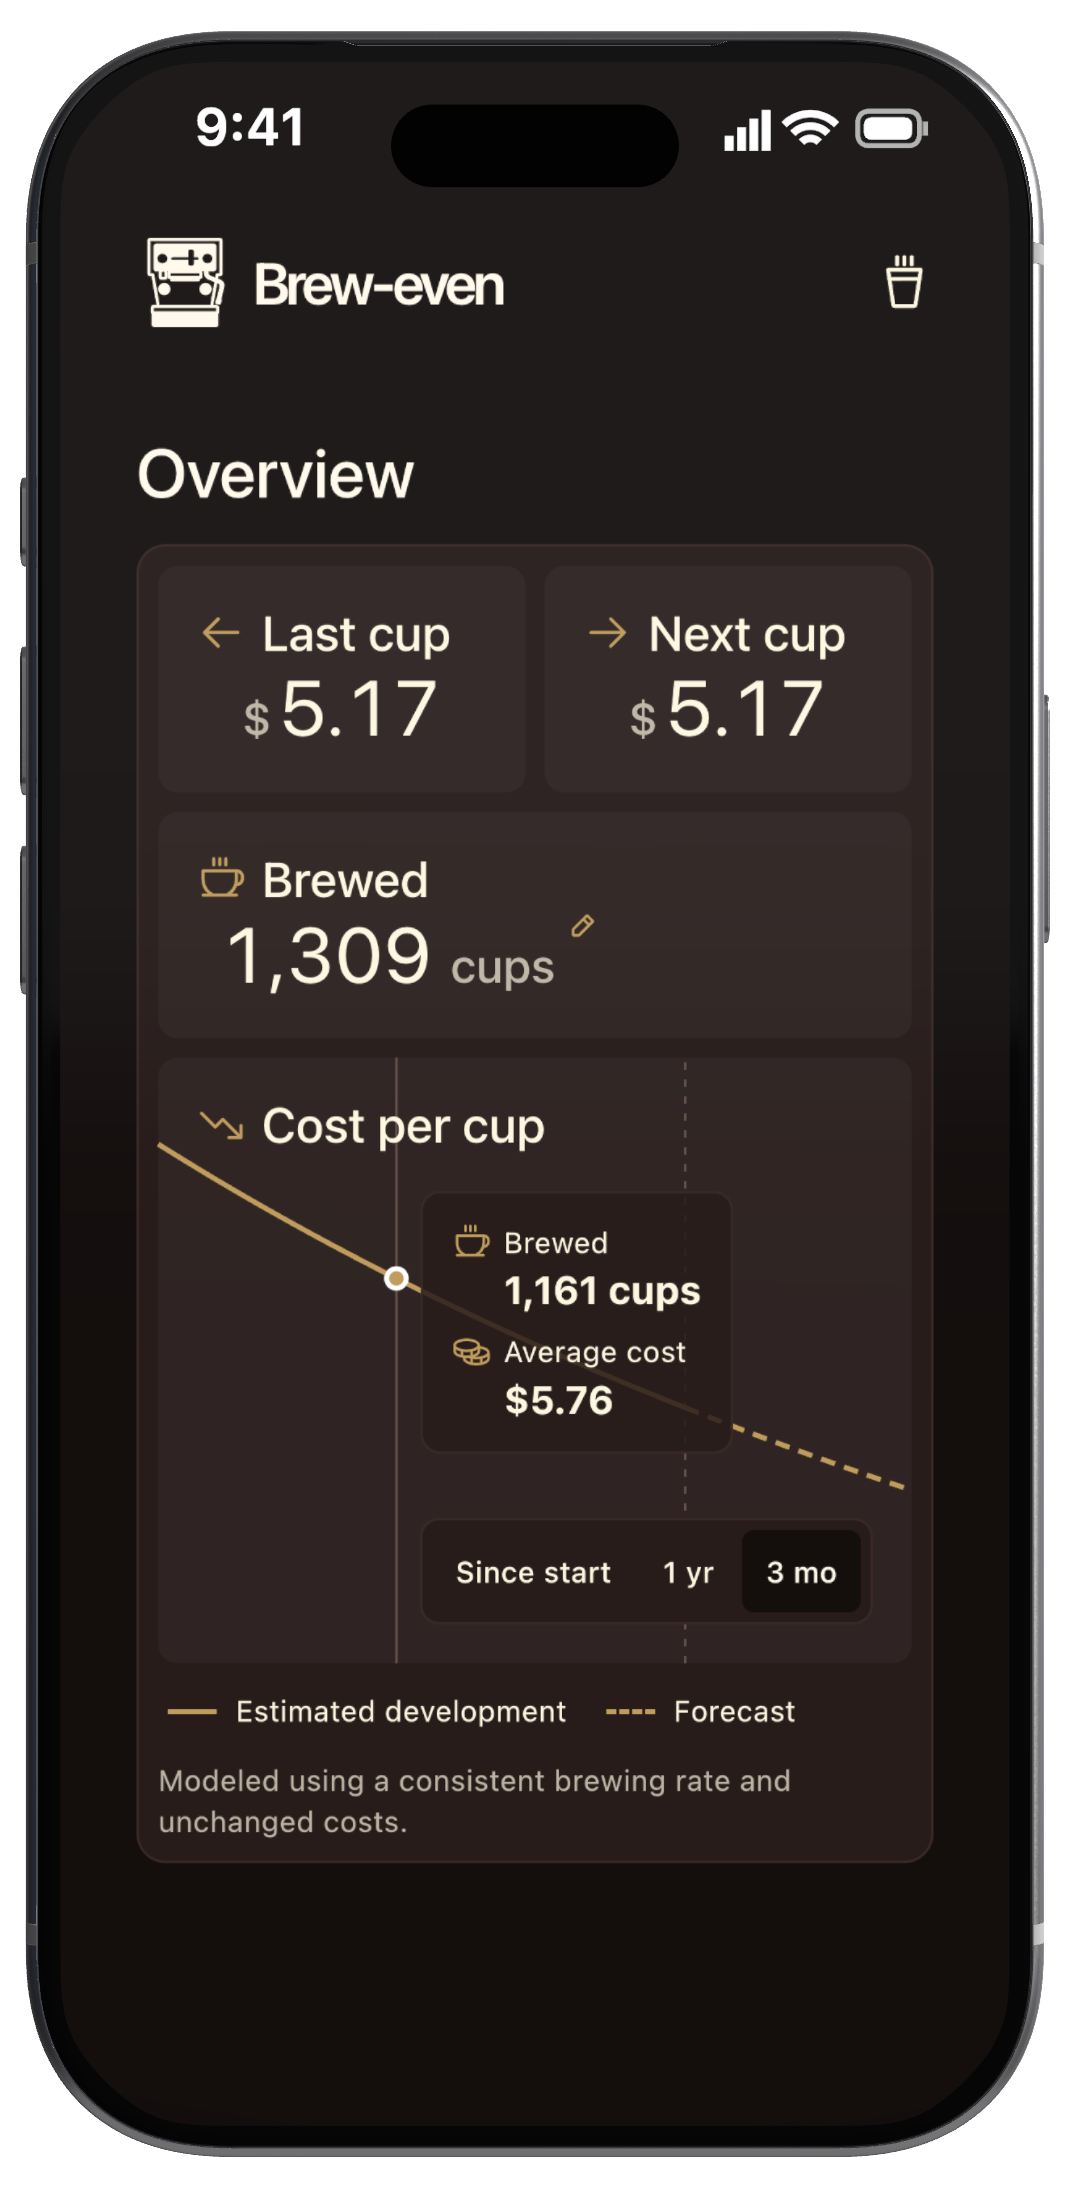 9:41
Brew-even
Overview
Last cup
$5.17
Next cup
$5.17
Brewed
1,309 cups
Cost per cup
Brewed
1,161 cups
Average cost
$5.76
Since start 1 yr 3 mo
Estimated development Forecast
Modeled using a consistent brewing rate and
unchanged costs.